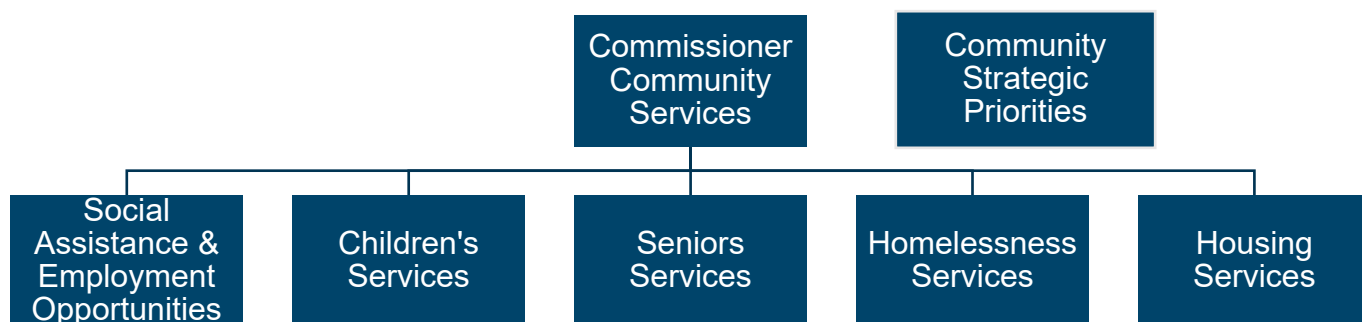 Commissioner
Community
Services
Community
Strategic
Priorities
Social
Assistance &
Employment
Opportunities
Children's
Services
Seniors
Services
Homelessness
Services
Housing
Services